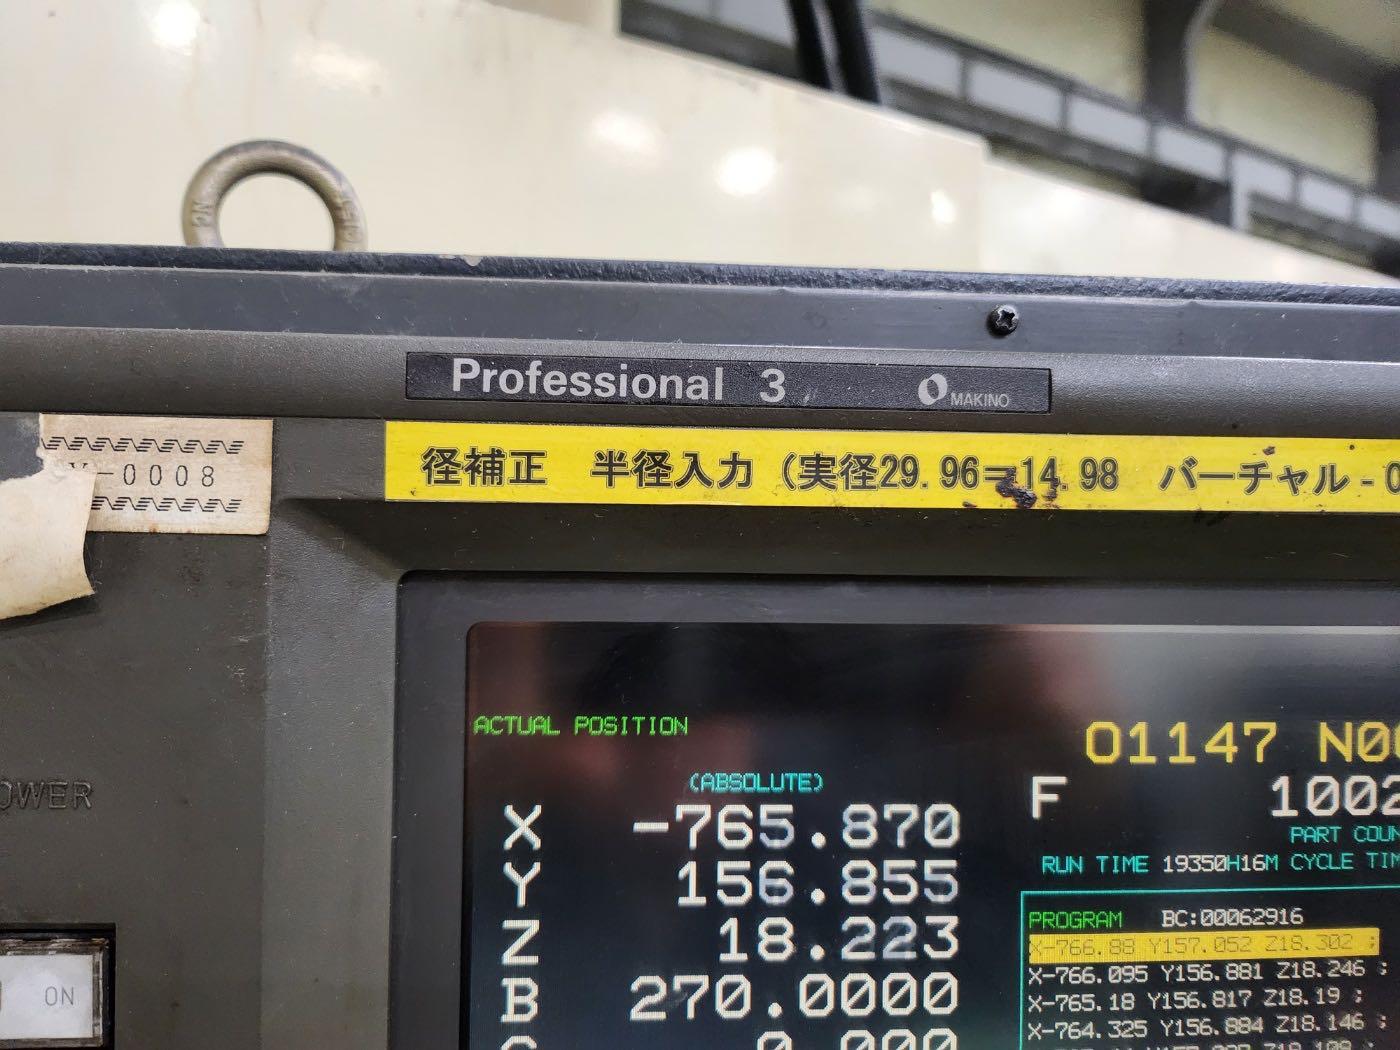 Professional 3 MAKINO
-0008
径補正 半径入力 (実径29.96=14.98 バーチャル-0
ACTUAL POSITION
O1147 N0
(ABSOLUTE)
F 1002
X -765.870
PART COUN
Y 156.855
RUN TIME 19350H16M CYCLE TIM
OWER
Z 18.223
PROGRAM BC:00062916
X-766.88 Y157.052 Z18.302 ;
B 270.0000
X-766.095 Y156.881 Z18.246 ;
X-765.18 Y156.817 Z18.19 ;
X-764.325 Y156.884 Z18.146 ;
ON